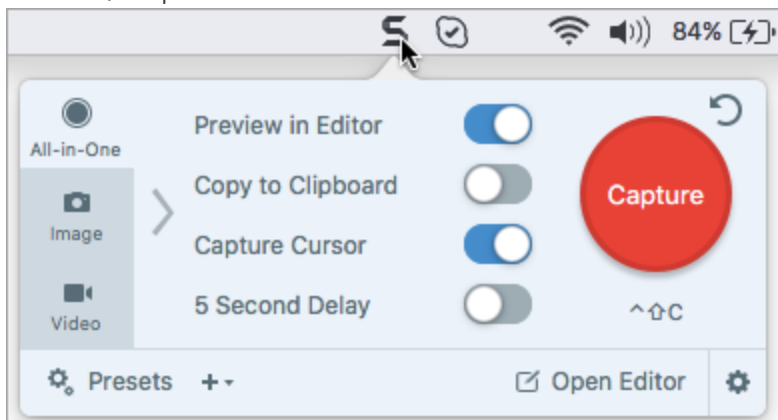 84%
All-in-One
Preview in Editor
Copy to Clipboard
Capture
Image
Capture Cursor
Video
5 Second Delay
^⇧C
Presets
Open Editor